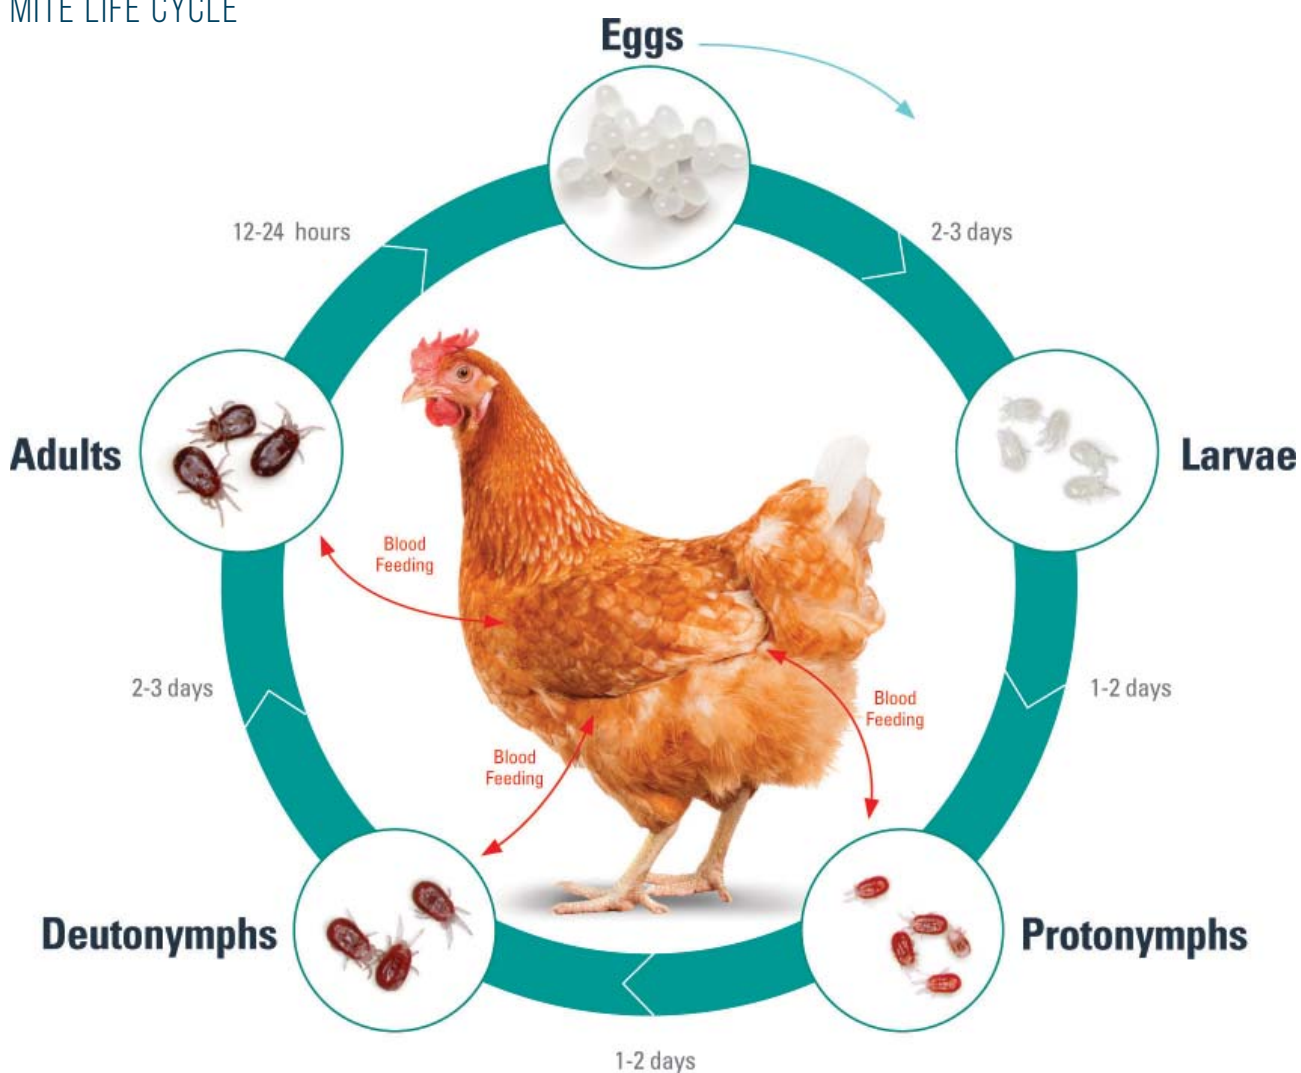 MITE LIFE CYCLE
Eggs
12-24 hours
2-3 days
Adults
Larvae
Blood
Feeding
2-3 days
1-2 days
Blood
Feeding
Blood
Feeding
Deutonymphs
Protonymphs
1-2 days